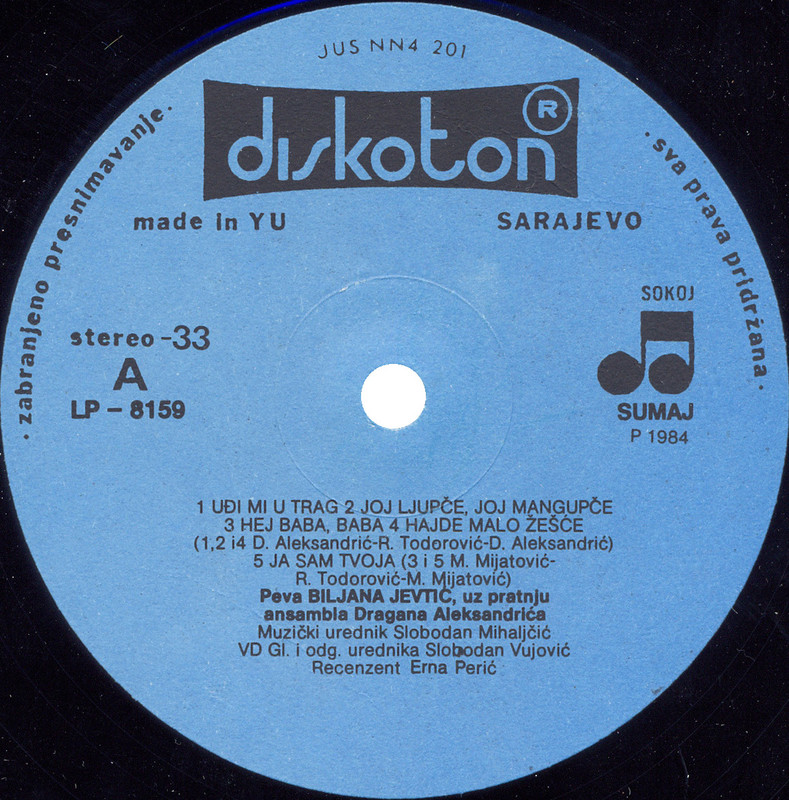 JUS NN4 201
diskoton ®
made in YU
SARAJEVO
· zabranjeno presnimavanje ·
· sva prava pridržana ·
stereo - 33
A
LP - 8159
SOKOJ
SUMAJ
P 1984
1 UĐI MI U TRAG 2 JOJ LJUPČE, JOJ MANGUPČE
3 HEJ BABA, BABA 4 HAJDE MALO ŽEŠĆE
(1,2 i4 D. Aleksandrić-R. Todorović-D. Aleksandrić)
5 JA SAM TVOJA (3 i 5 M. Mijatović-
R. Todorović-M. Mijatović)
Peva BILJANA JEVTIĆ, uz pratnju
ansambla Dragana Aleksandrića
Muzički urednik Slobodan Mihaljčić
VD Gl. i odg. urednika Slobodan Vujović
Recenzent Erna Perić